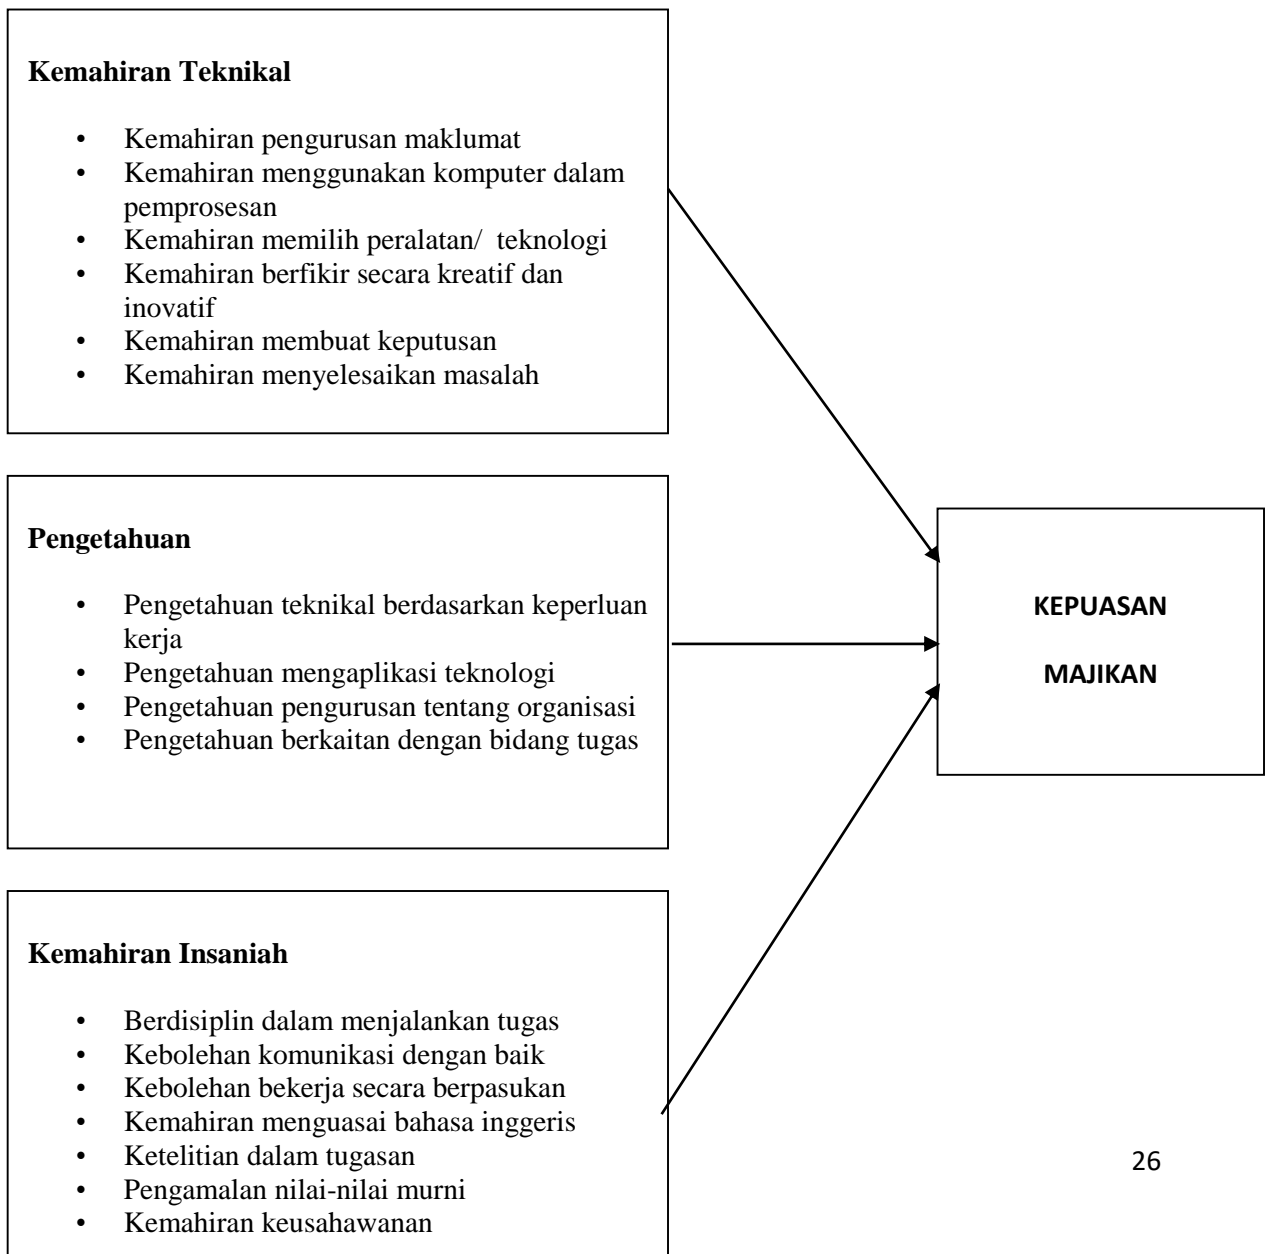 Kemahiran Teknikal
• Kemahiran pengurusan maklumat
• Kemahiran menggunakan komputer dalam
pemprosesan
• Kemahiran memilih peralatan/ teknologi
• Kemahiran berfikir secara kreatif dan
inovatif
• Kemahiran membuat keputusan
• Kemahiran menyelesaikan masalah
Pengetahuan
• Pengetahuan teknikal berdasarkan keperluan
kerja
• Pengetahuan mengaplikasi teknologi
• Pengetahuan pengurusan tentang organisasi
• Pengetahuan berkaitan dengan bidang tugas
Kemahiran Insaniah
• Berdisiplin dalam menjalankan tugas
• Kebolehan komunikasi dengan baik
• Kebolehan bekerja secara berpasukan
• Kemahiran menguasai bahasa inggeris
• Ketelitian dalam tugasan
• Pengamalan nilai-nilai murni
• Kemahiran keusahawanan
KEPUASAN
MAJIKAN
26